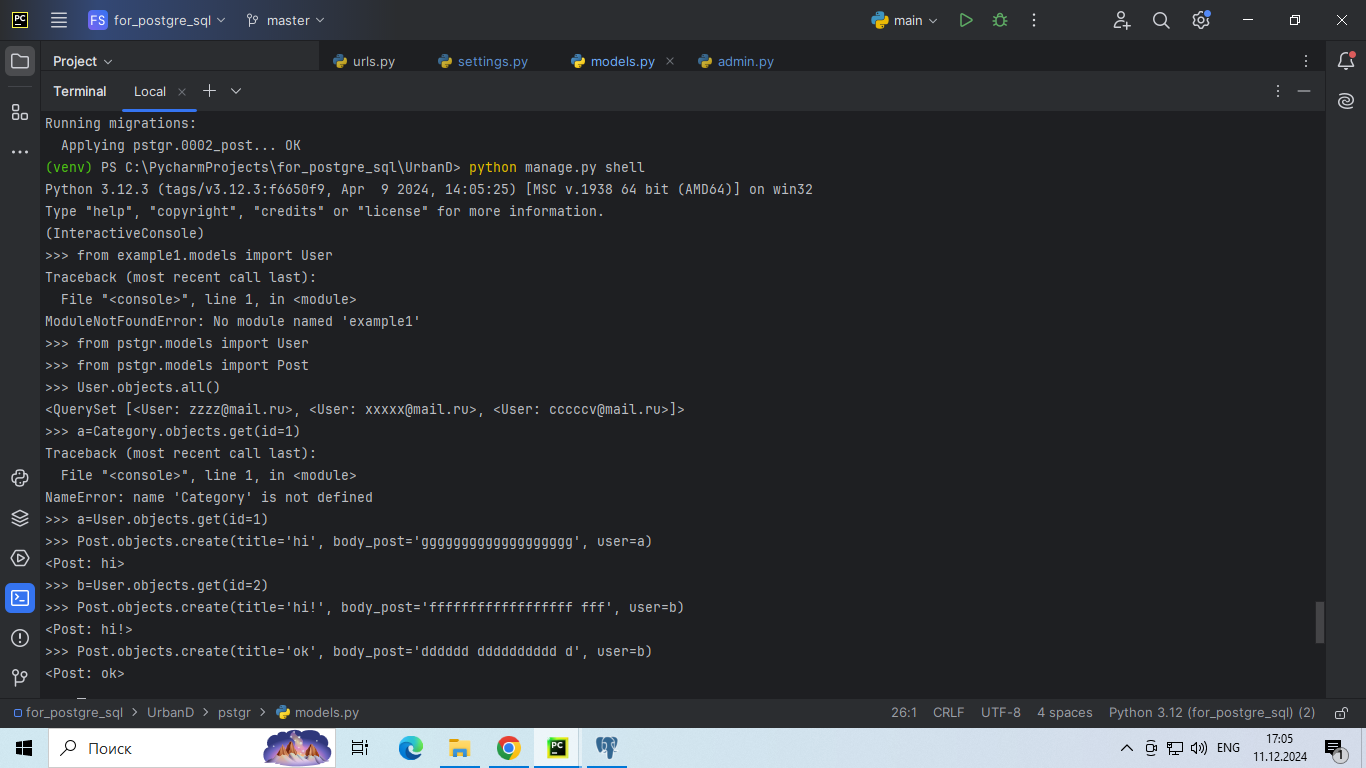 PC FS for_postgre_sql master main
Project urls.py settings.py models.py admin.py
Terminal Local
Running migrations:
  Applying pstgr.0002_post... OK
(venv) PS C:\PycharmProjects\for_postgre_sql\UrbanD> python manage.py shell
Python 3.12.3 (tags/v3.12.3:f6650f9, Apr  9 2024, 14:05:25) [MSC v.1938 64 bit (AMD64)] on win32
Type "help", "copyright", "credits" or "license" for more information.
(InteractiveConsole)
>>> from example1.models import User
Traceback (most recent call last):
  File "<console>", line 1, in <module>
ModuleNotFoundError: No module named 'example1'
>>> from pstgr.models import User
>>> from pstgr.models import Post
>>> User.objects.all()
<QuerySet [<User: zzzz@mail.ru>, <User: xxxxx@mail.ru>, <User: cccccv@mail.ru>]>
>>> a=Category.objects.get(id=1)
Traceback (most recent call last):
  File "<console>", line 1, in <module>
NameError: name 'Category' is not defined
>>> a=User.objects.get(id=1)
>>> Post.objects.create(title='hi', body_post='ggggggggggggggggggg', user=a)
<Post: hi>
>>> b=User.objects.get(id=2)
>>> Post.objects.create(title='hi!', body_post='ffffffffffffffffff fff', user=b)
<Post: hi!>
>>> Post.objects.create(title='ok', body_post='dddddd dddddddddd d', user=b)
<Post: ok>
for_postgre_sql > UrbanD > pstgr > models.py 26:1 CRLF UTF-8 4 spaces Python 3.12 (for_postgre_sql) (2)
Поиск PC ENG 17:05
11.12.2024 1